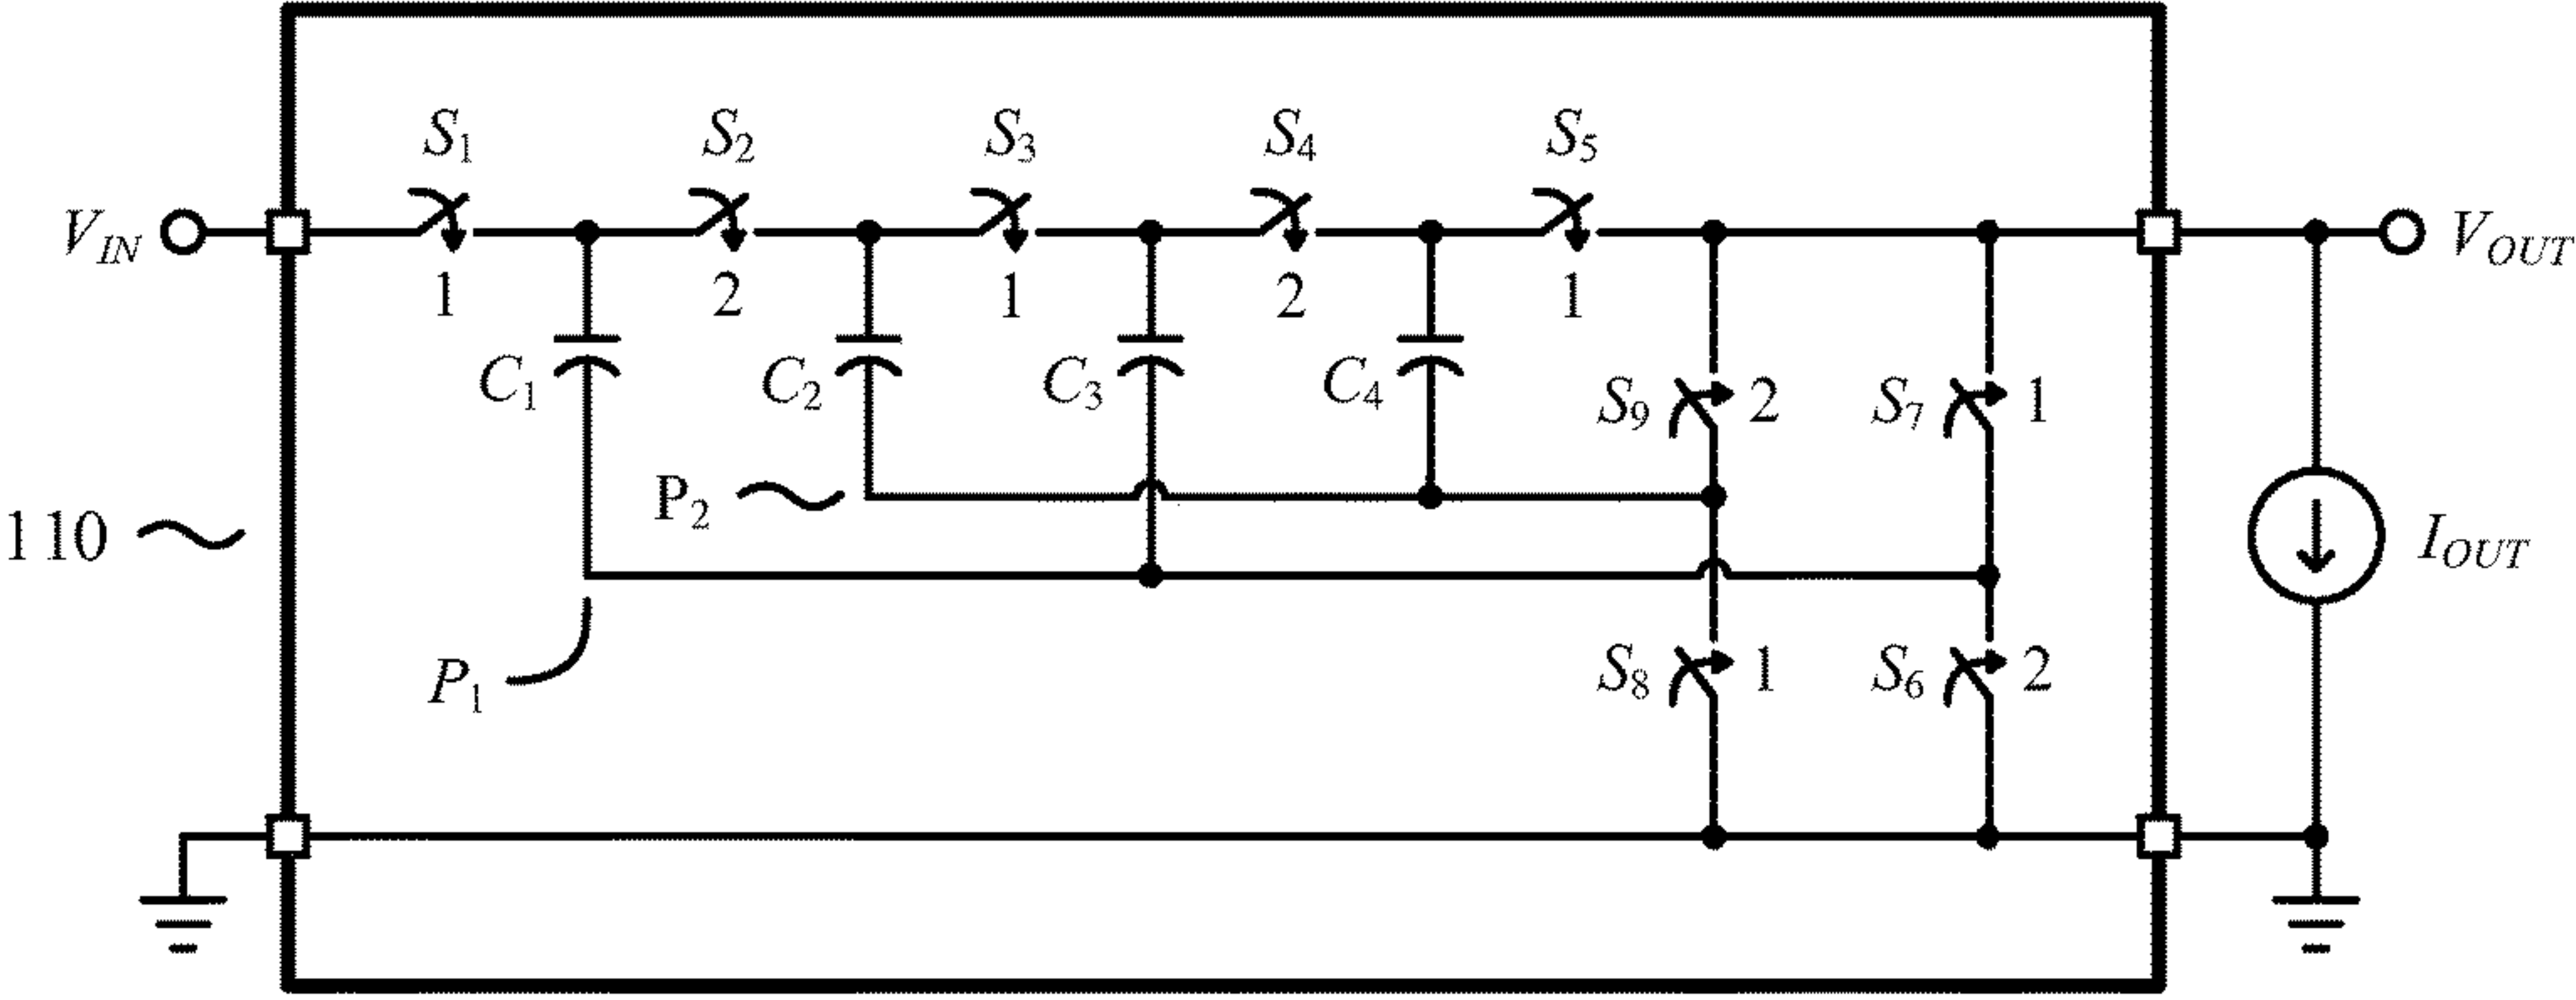 S1 S2 S3 S4 S5
VIN VOUT
1 2 1 2 1
C1 C2 C3 C4 S9 2 S7 1
P2
110 IOUT
P1 S8 1 S6 2